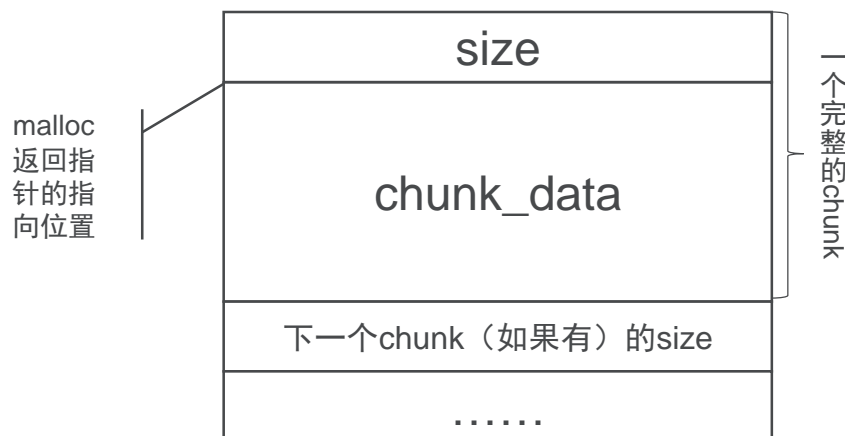 size
malloc
返回指
针的指
向位置
chunk_data
一个完整的chunk
下一个chunk（如果有）的size
……